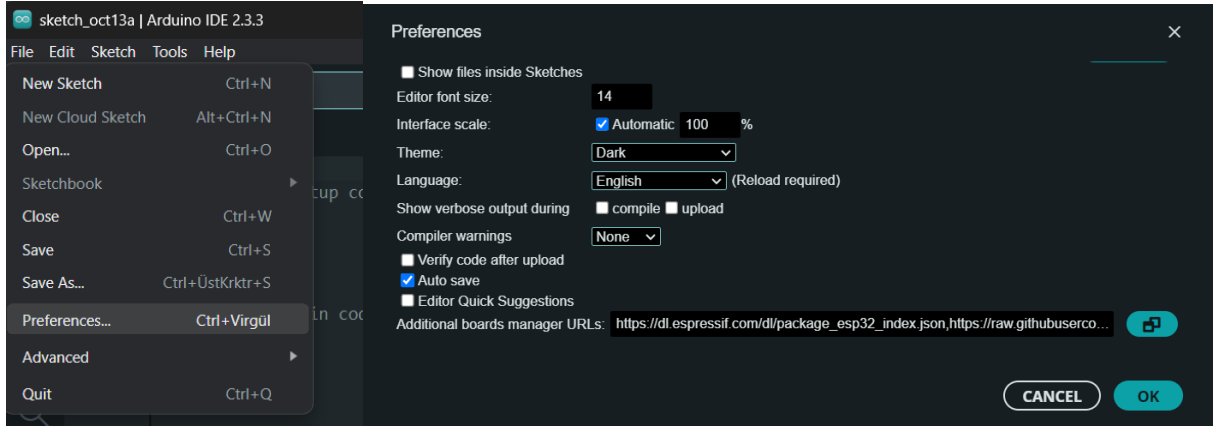 sketch_oct13a | Arduino IDE 2.3.3
File Edit Sketch Tools Help
New Sketch Ctrl+N
New Cloud Sketch Alt+Ctrl+N
Open... Ctrl+O
Sketchbook
Close Ctrl+W
Save Ctrl+S
Save As... Ctrl+ÜstKrktr+S
Preferences... Ctrl+Virgül
Advanced
Quit Ctrl+Q
tup co
in cod
Preferences
Show files inside Sketches
Editor font size: 14
Interface scale: Automatic 100 %
Theme: Dark
Language: English (Reload required)
Show verbose output during compile upload
Compiler warnings None
Verify code after upload
Auto save
Editor Quick Suggestions
Additional boards manager URLs: https://dl.espressif.com/dl/package_esp32_index.json,https://raw.githubuserco...
CANCEL OK